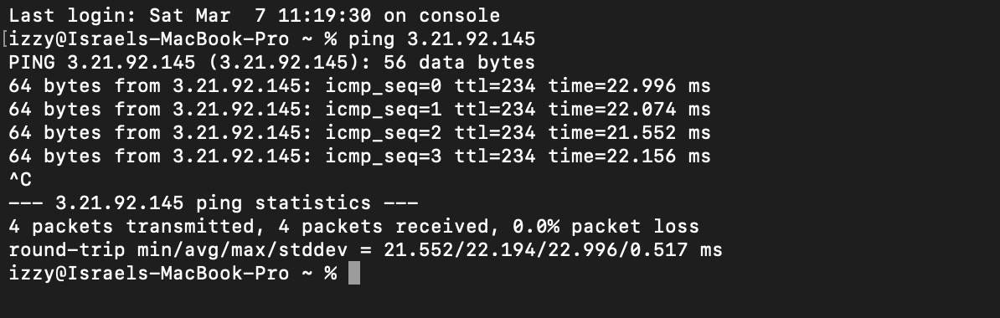 Last login: Sat Mar  7 11:19:30 on console
[izzy@Israels-MacBook-Pro ~ % ping 3.21.92.145
PING 3.21.92.145 (3.21.92.145): 56 data bytes
64 bytes from 3.21.92.145: icmp_seq=0 ttl=234 time=22.996 ms
64 bytes from 3.21.92.145: icmp_seq=1 ttl=234 time=22.074 ms
64 bytes from 3.21.92.145: icmp_seq=2 ttl=234 time=21.552 ms
64 bytes from 3.21.92.145: icmp_seq=3 ttl=234 time=22.156 ms
^C
--- 3.21.92.145 ping statistics ---
4 packets transmitted, 4 packets received, 0.0% packet loss
round-trip min/avg/max/stddev = 21.552/22.194/22.996/0.517 ms
izzy@Israels-MacBook-Pro ~ %